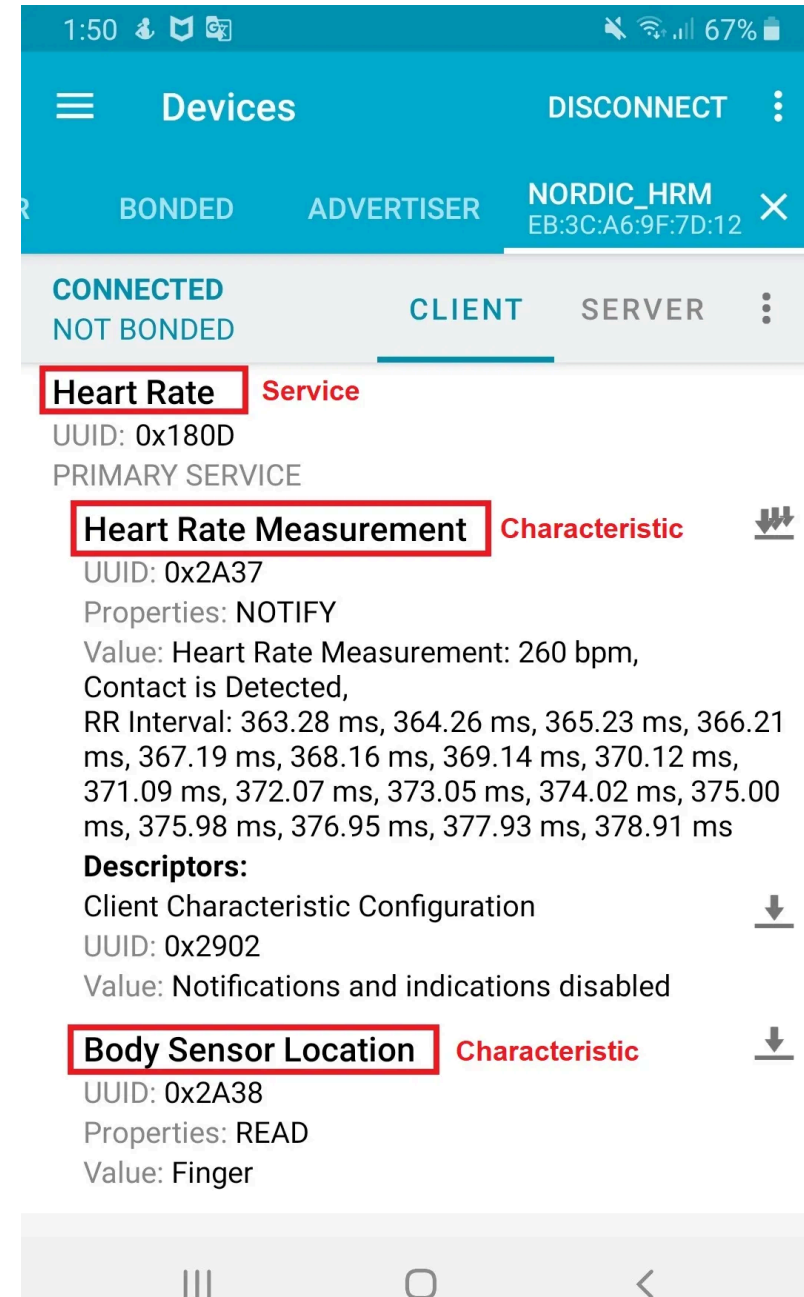 1:50 67%
Devices DISCONNECT
R BONDED ADVERTISER NORDIC_HRM
EB:3C:A6:9F:7D:12
CONNECTED
NOT BONDED
CLIENT SERVER
Heart Rate Service
UUID: 0x180D
PRIMARY SERVICE
Heart Rate Measurement Characteristic
UUID: 0x2A37
Properties: NOTIFY
Value: Heart Rate Measurement: 260 bpm,
Contact is Detected,
RR Interval: 363.28 ms, 364.26 ms, 365.23 ms, 366.21
ms, 367.19 ms, 368.16 ms, 369.14 ms, 370.12 ms,
371.09 ms, 372.07 ms, 373.05 ms, 374.02 ms, 375.00
ms, 375.98 ms, 376.95 ms, 377.93 ms, 378.91 ms
Descriptors:
Client Characteristic Configuration
UUID: 0x2902
Value: Notifications and indications disabled
Body Sensor Location Characteristic
UUID: 0x2A38
Properties: READ
Value: Finger